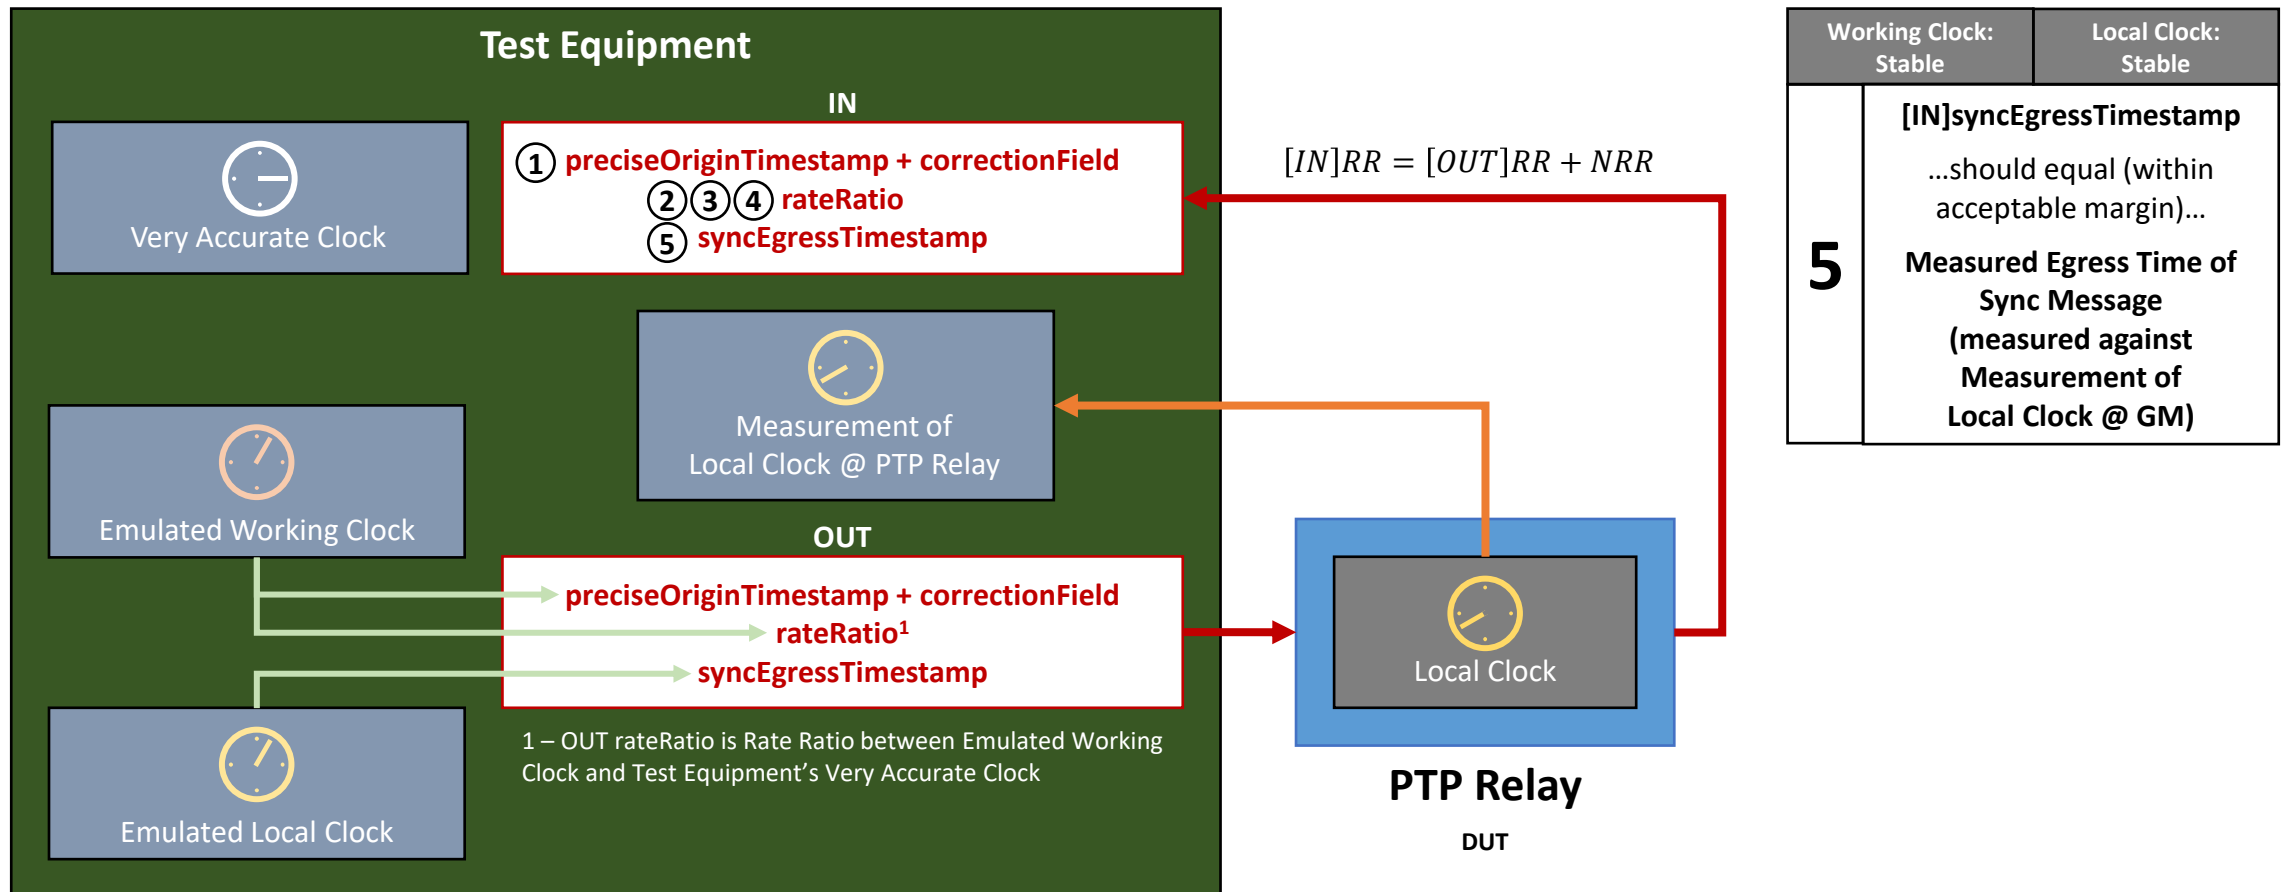 Test Equipment
IN
Very Accurate Clock
① preciseOriginTimestamp + correctionField
②③④ rateRatio
⑤ syncEgressTimestamp
Measurement of
Local Clock @ PTP Relay
Emulated Working Clock
OUT
preciseOriginTimestamp + correctionField
rateRatio¹
syncEgressTimestamp
1 – OUT rateRatio is Rate Ratio between Emulated Working
Clock and Test Equipment’s Very Accurate Clock
Emulated Local Clock
[IN]RR = [OUT]RR + NRR
Local Clock
PTP Relay
DUT
Working Clock:
Stable
Local Clock:
Stable
5
[IN]syncEgressTimestamp
...should equal (within
acceptable margin)...
Measured Egress Time of
Sync Message
(measured against
Measurement of
Local Clock @ GM)